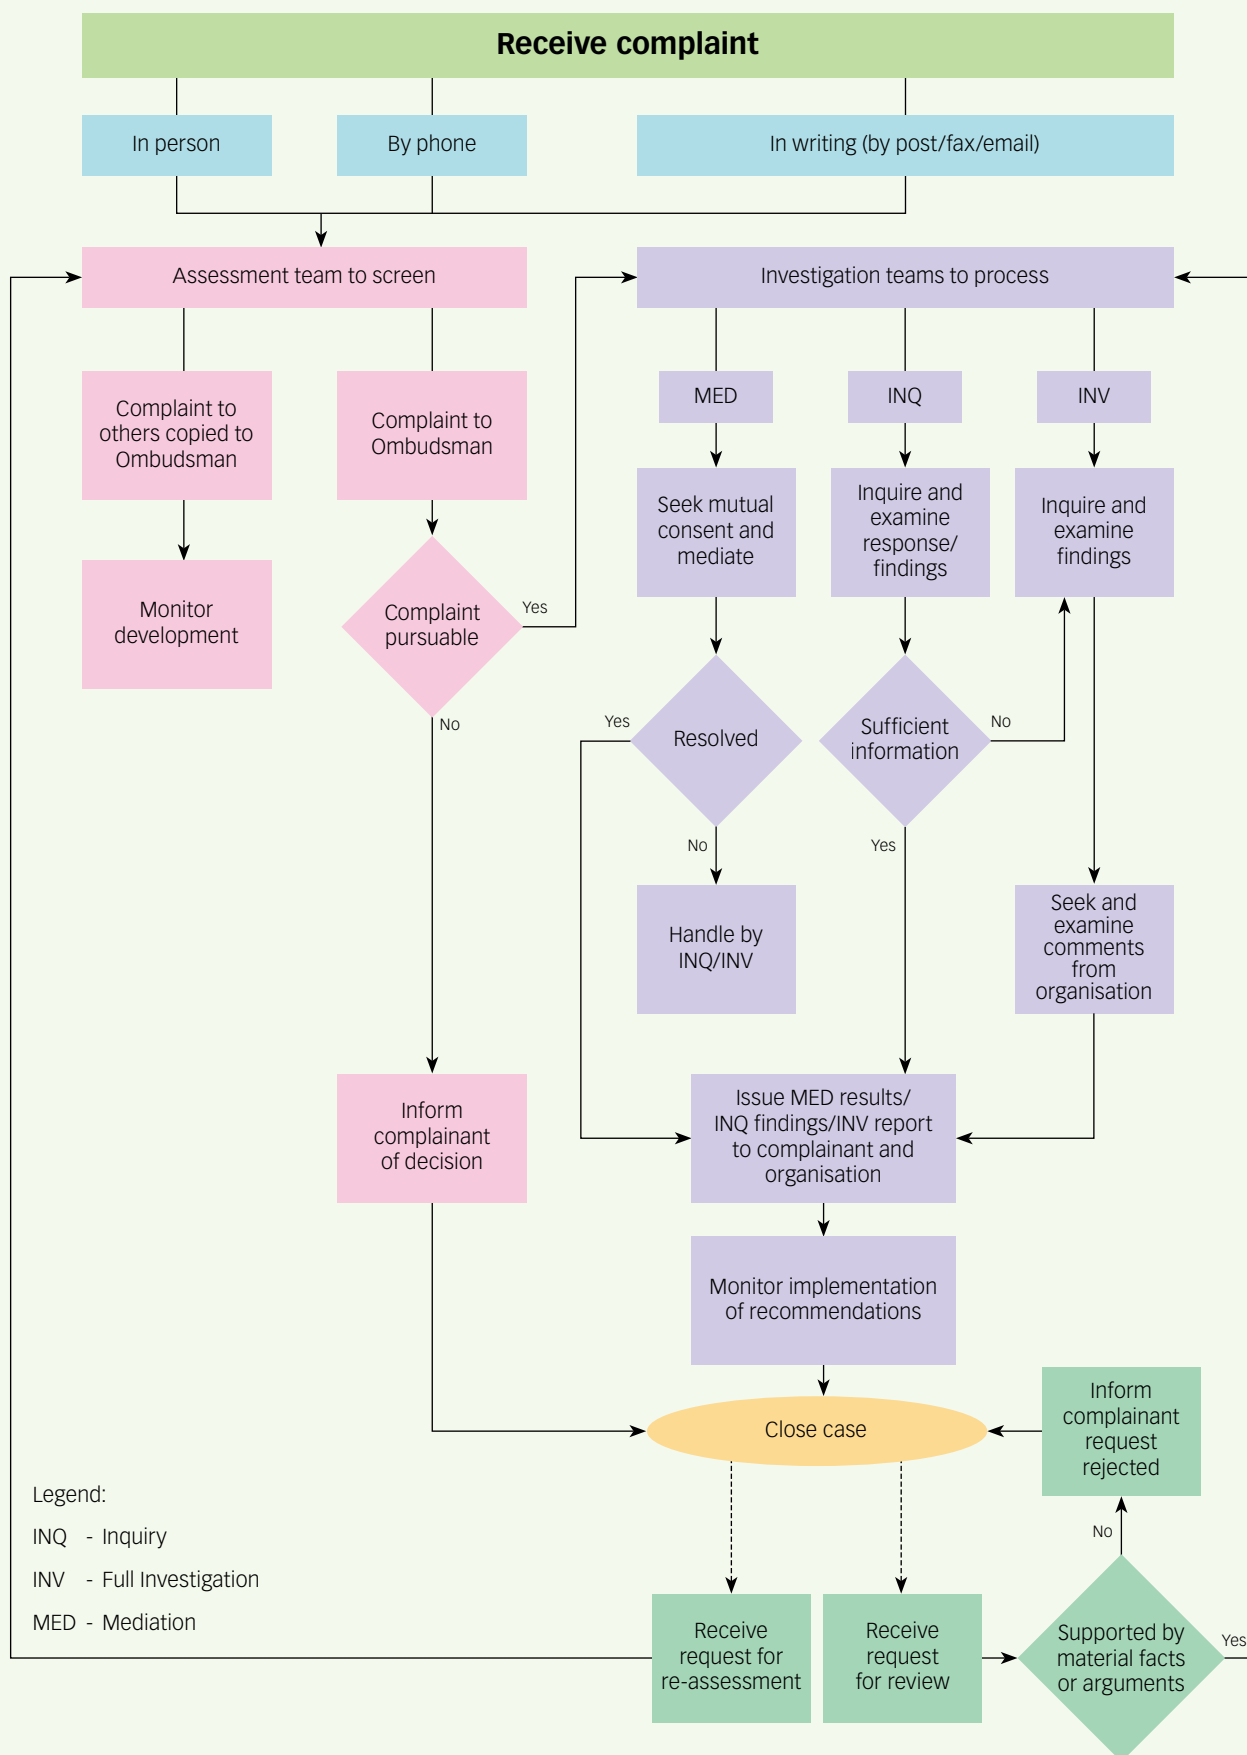 Receive complaint
In person
By phone
In writing (by post/fax/email)
Assessment team to screen
Investigation teams to process
Complaint to
others copied to
Ombudsman
Complaint to
Ombudsman
MED
INQ
INV
Seek mutual
consent and
mediate
Inquire and
examine
response/
findings
Inquire and
examine
findings
Monitor
development
Complaint
pursuable
Yes
No
Resolved
Yes
No
Sufficient
information
No
Yes
Handle by
INQ/INV
Seek and
examine
comments
from
organisation
Inform
complainant
of decision
Issue MED results/
INQ findings/INV report
to complainant and
organisation
Monitor implementation
of recommendations
Close case
Inform
complainant
request
rejected
No
Legend:
INQ - Inquiry
INV - Full Investigation
MED - Mediation
Receive
request for
re-assessment
Receive
request
for review
Supported by
material facts
or arguments
Yes